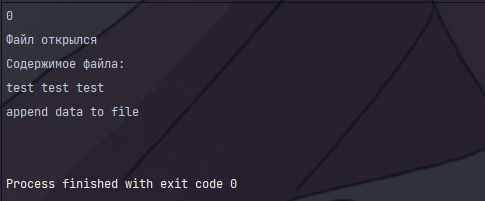 0
Файл открылся
Содержимое файла:
test test test
append data to file
Process finished with exit code 0